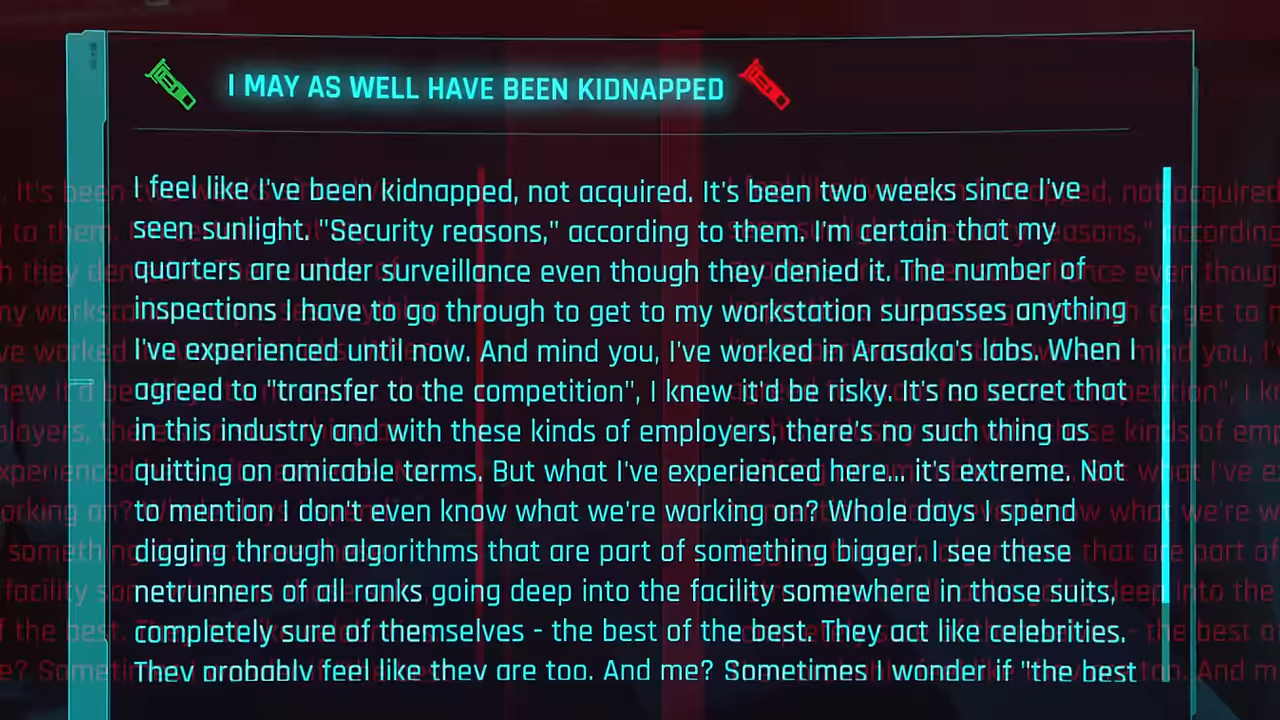 I MAY AS WELL HAVE BEEN KIDNAPPED
I feel like I've been kidnapped, not acquired. It's been two weeks since I've
seen sunlight. "Security reasons," according to them. I'm certain that my
quarters are under surveillance even though they denied it. The number of
inspections I have to go through to get to my workstation surpasses anything
I've experienced until now. And mind you, I've worked in Arasaka's labs. When I
agreed to "transfer to the competition", I knew it'd be risky. It's no secret that
in this industry and with these kinds of employers, there's no such thing as
quitting on amicable terms. But what I've experienced here... it's extreme. Not
to mention I don't even know what we're working on? Whole days I spend
digging through algorithms that are part of something bigger. I see these
netrunners of all ranks going deep into the facility somewhere in those suits,
completely sure of themselves - the best of the best. They act like celebrities.
They probably feel like they are too. And me? Sometimes I wonder if "the best